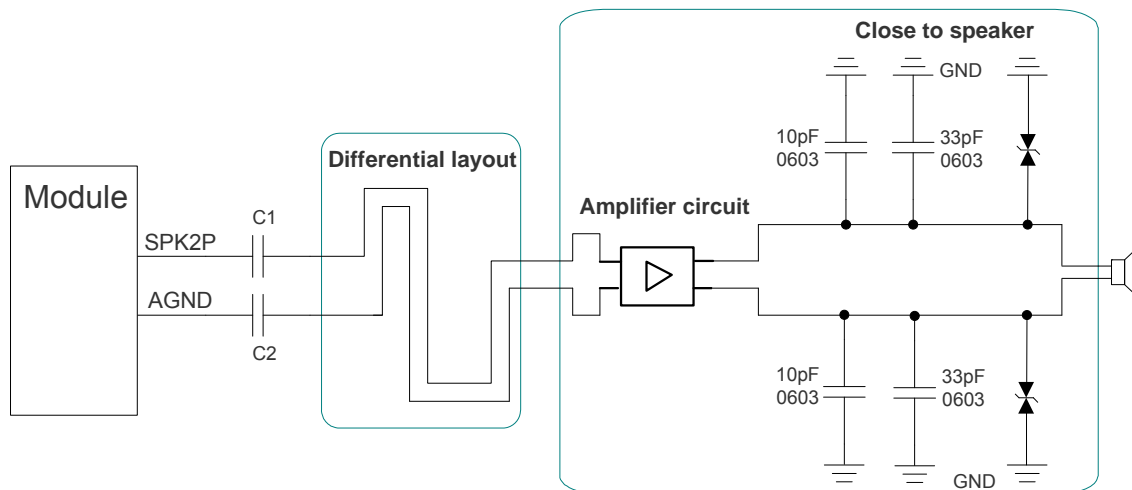 Close to speaker
GND
10pF
0603
33pF
0603
Differential layout
Module
Amplifier circuit
C1
SPK2P
AGND
C2
10pF
0603
33pF
0603
GND